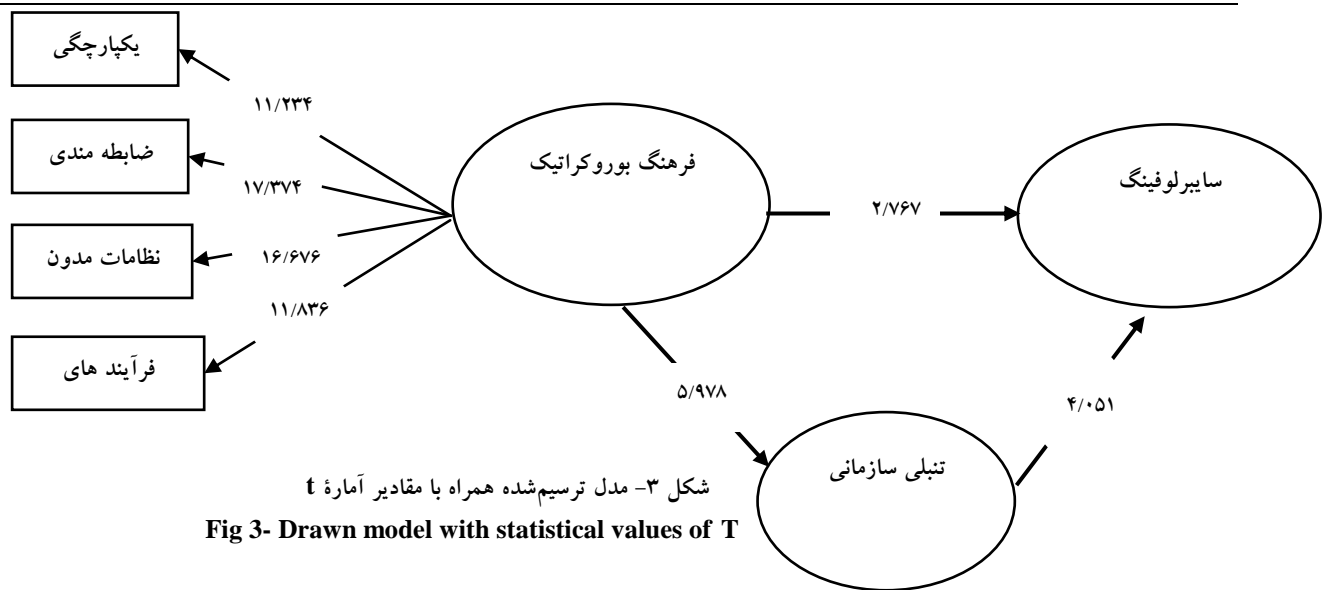 یکپارچگی
۱۱/۲۳۴
ضابطه مندی
۱۷/۳۷۴
نظامات مدون
۱۶/۶۷۶
۱۱/۸۳۶
فرآیند های
فرهنگ بوروکراتیک
۲/۷۶۷
سایبرلوفینگ
۵/۹۷۸
۴/۰۵۱
تنبلی سازمانی
شکل ۳- مدل ترسیم‌شده همراه با مقادیر آمارۀ t
Fig 3- Drawn model with statistical values of T